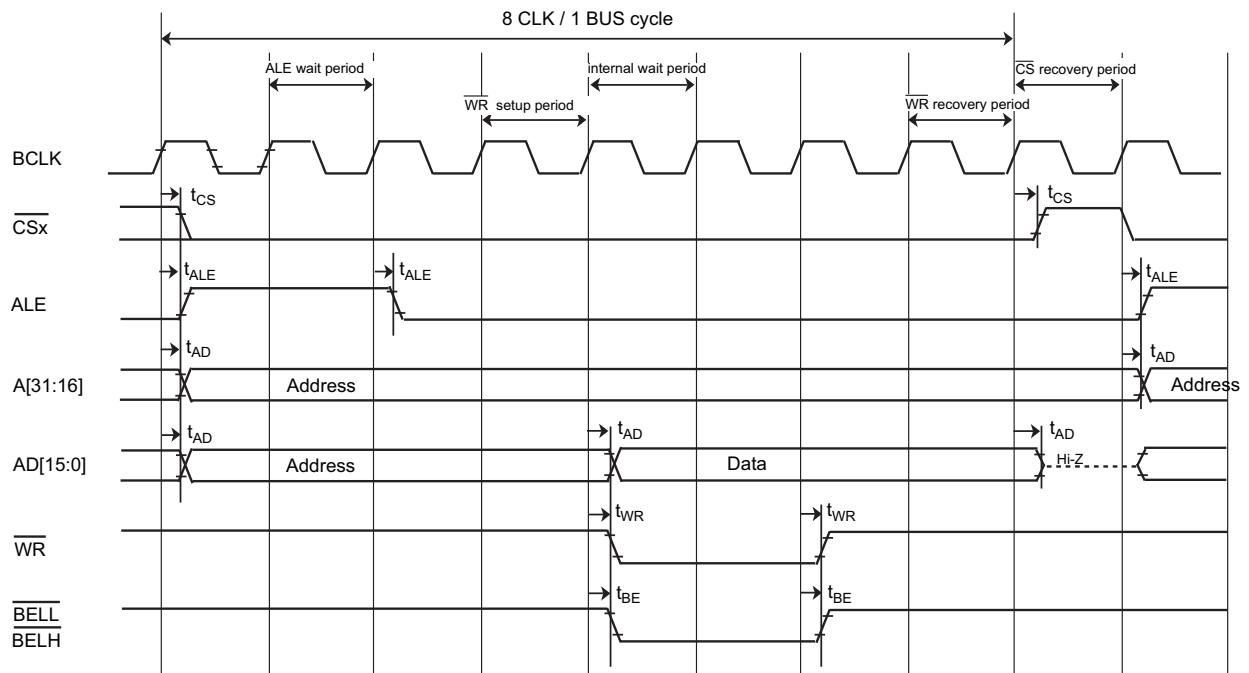 8 CLK / 1 BUS cycle
ALE wait period
internal wait period
CS recovery period
WR setup period
WR recovery period
BCLK
tCS
tCS
CSx
tALE
tALE
tALE
ALE
tAD
tAD
A[31:16]
Address
Address
tAD
tAD
tAD
AD[15:0]
Address
Data
Hi-Z
tWR
tWR
WR
tBE
tBE
BELL
BELH